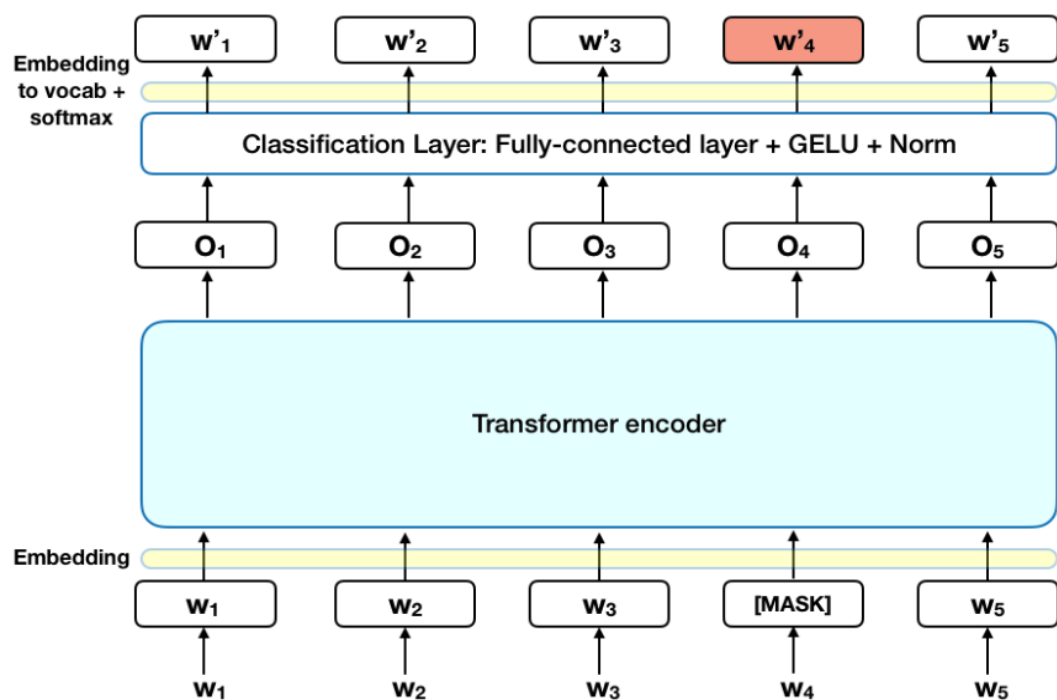 w'₁ w'₂ w'₃ w'₄ w'₅
Embedding
to vocab +
softmax
Classification Layer: Fully-connected layer + GELU + Norm
O₁ O₂ O₃ O₄ O₅
Transformer encoder
Embedding
W₁ W₂ W₃ [MASK] W₅
W₁ W₂ W₃ W₄ W₅